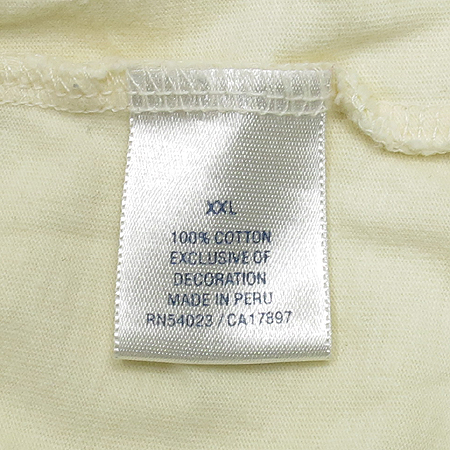 XXL
100% COTTON
EXCLUSIVE OF
DECORATION
MADE IN PERU
RN54023 / CA17897